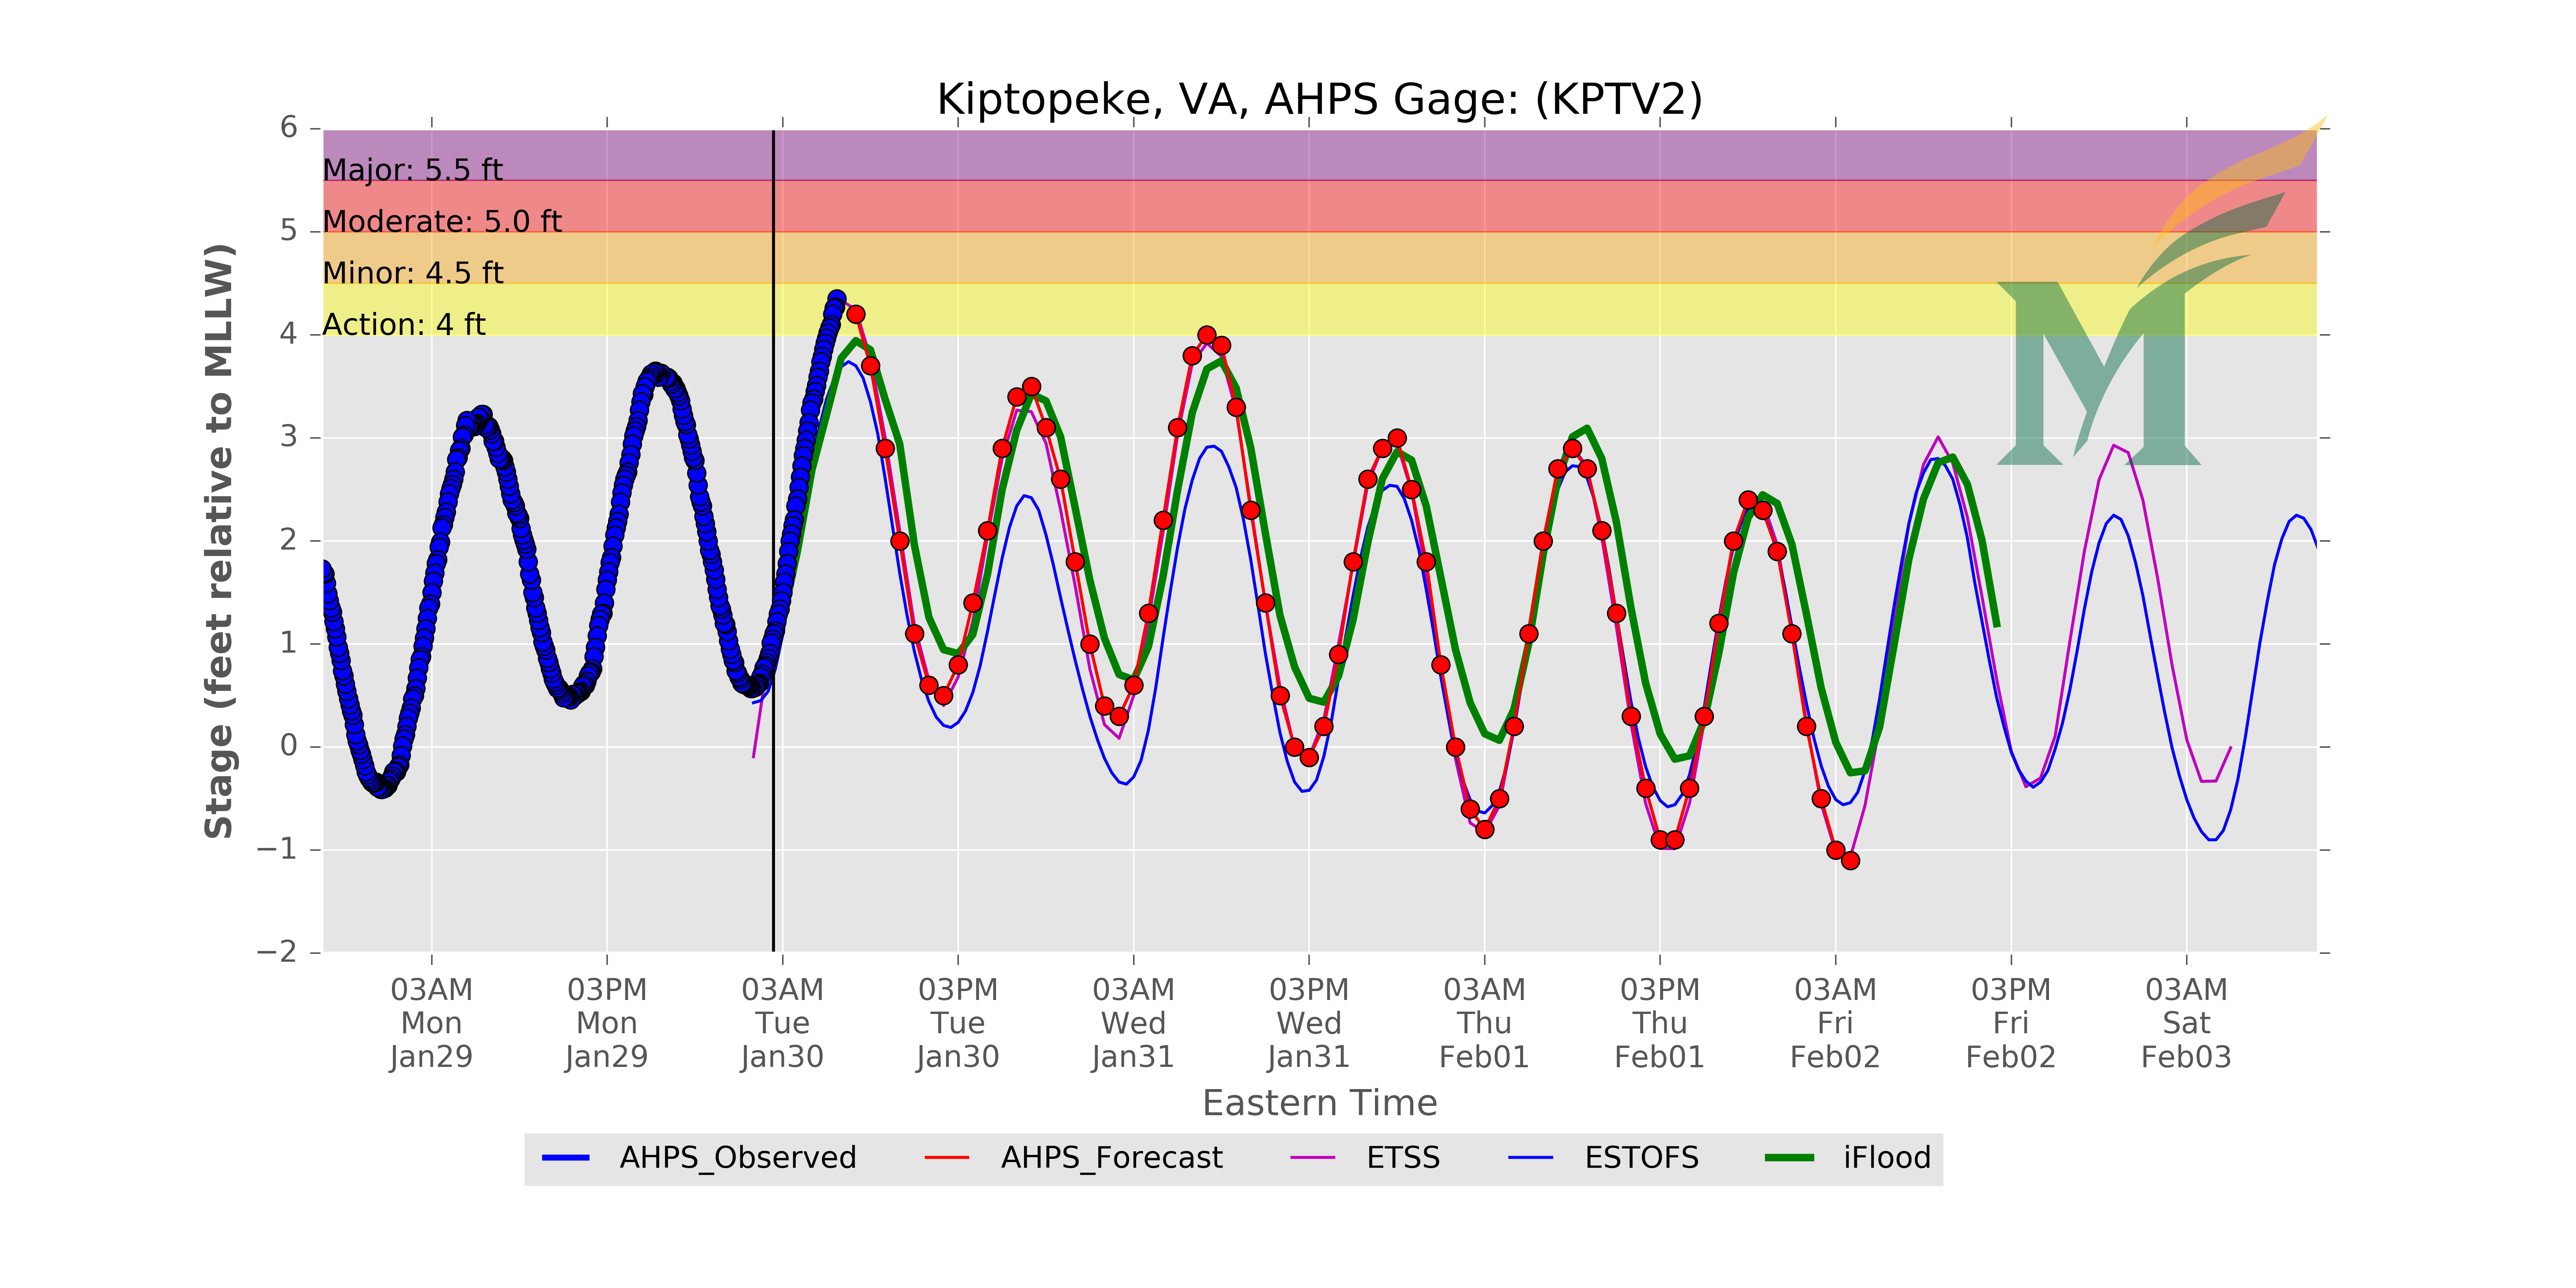 Kiptopeke, VA, AHPS Gage: (KPTV2)
6
5
4
3
2
1
0
−1
−2
Stage (feet relative to MLLW)
Major: 5.5 ft
Moderate: 5.0 ft
Minor: 4.5 ft
Action: 4 ft
M
03AM
Mon
Jan29
03PM
Mon
Jan29
03AM
Tue
Jan30
03PM
Tue
Jan30
03AM
Wed
Jan31
03PM
Wed
Jan31
03AM
Thu
Feb01
03PM
Thu
Feb01
03AM
Fri
Feb02
03PM
Fri
Feb02
03AM
Sat
Feb03
Eastern Time
AHPS_Observed AHPS_Forecast ETSS ESTOFS iFlood